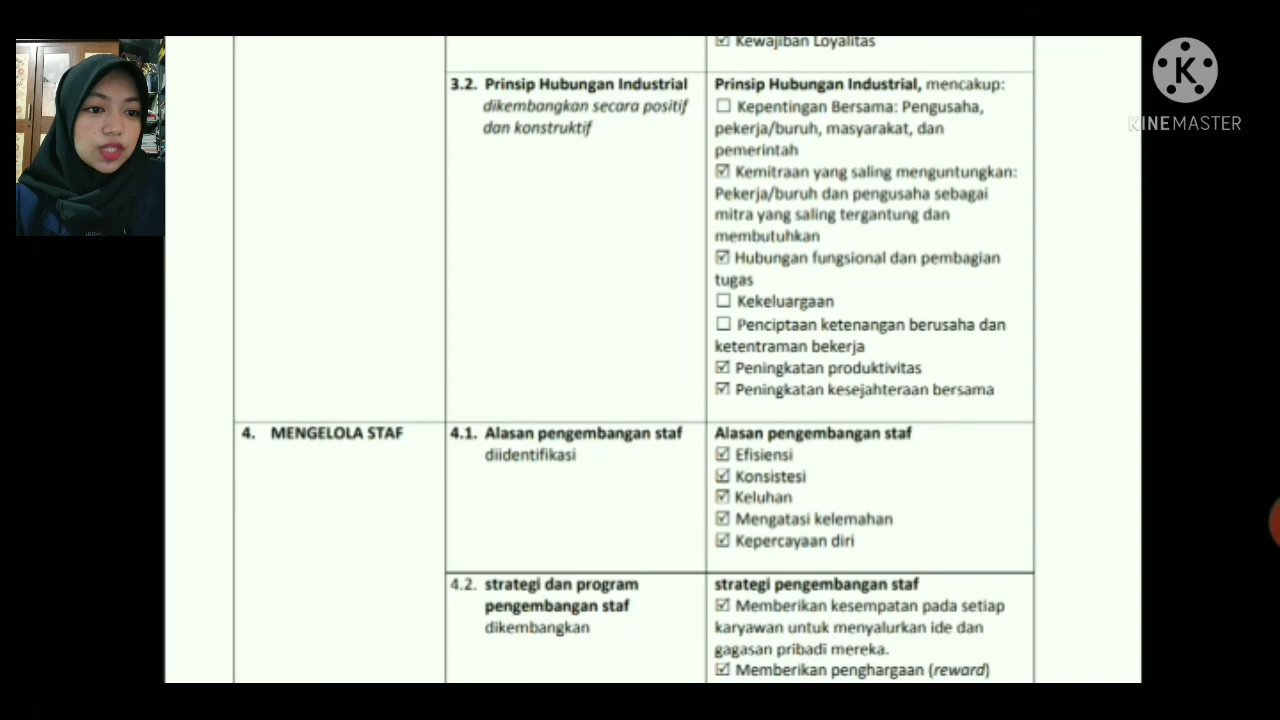 ☑ Kewajiban Loyalitas
3.2. Prinsip Hubungan Industrial
dikembangkan secara positif
dan konstruktif
Prinsip Hubungan Industrial, mencakup:
☐ Kepentingan Bersama: Pengusaha,
pekerja/buruh, masyarakat, dan
pemerintah
☑ Kemitraan yang saling menguntungkan:
Pekerja/buruh dan pengusaha sebagai
mitra yang saling tergantung dan
membutuhkan
☑ Hubungan fungsional dan pembagian
tugas
☐ Kekeluargaan
☐ Penciptaan ketenangan berusaha dan
ketentraman bekerja
☑ Peningkatan produktivitas
☑ Peningkatan kesejahteraan bersama
4. MENGELOLA STAF
4.1. Alasan pengembangan staf
diidentifikasi
Alasan pengembangan staf
☑ Efisiensi
☑ Konsistesi
☑ Keluhan
☑ Mengatasi kelemahan
☑ Kepercayaan diri
4.2. strategi dan program
pengembangan staf
dikembangkan
strategi pengembangan staf
☑ Memberikan kesempatan pada setiap
karyawan untuk menyalurkan ide dan
gagasan pribadi mereka.
☑ Memberikan penghargaan (reward)
K
KINEMASTER